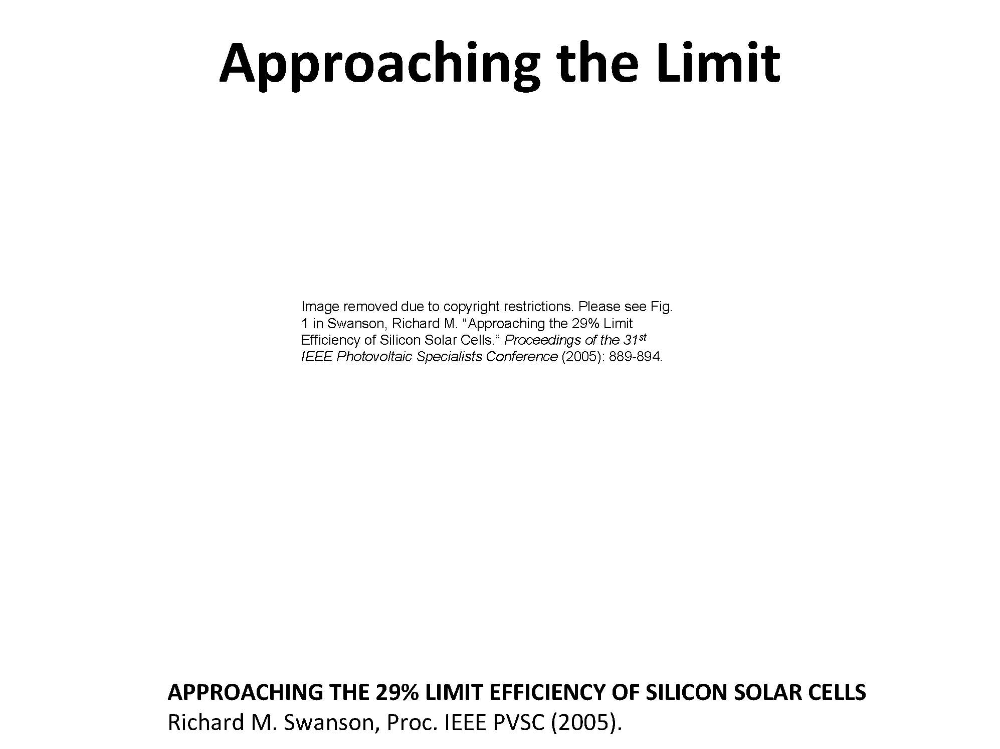 Approaching the Limit
Image removed due to copyright restrictions. Please see Fig.
1 in Swanson, Richard M. “Approaching the 29% Limit
Efficiency of Silicon Solar Cells.” Proceedings of the 31st
IEEE Photovoltaic Specialists Conference (2005): 889-894.
APPROACHING THE 29% LIMIT EFFICIENCY OF SILICON SOLAR CELLS
Richard M. Swanson, Proc. IEEE PVSC (2005).